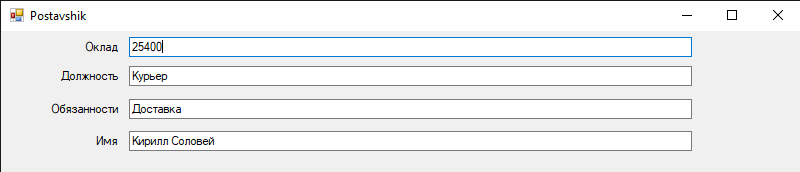 Postavshik
Оклад 25400
Должность Курьер
Обязанности Доставка
Имя Кирилл Соловей